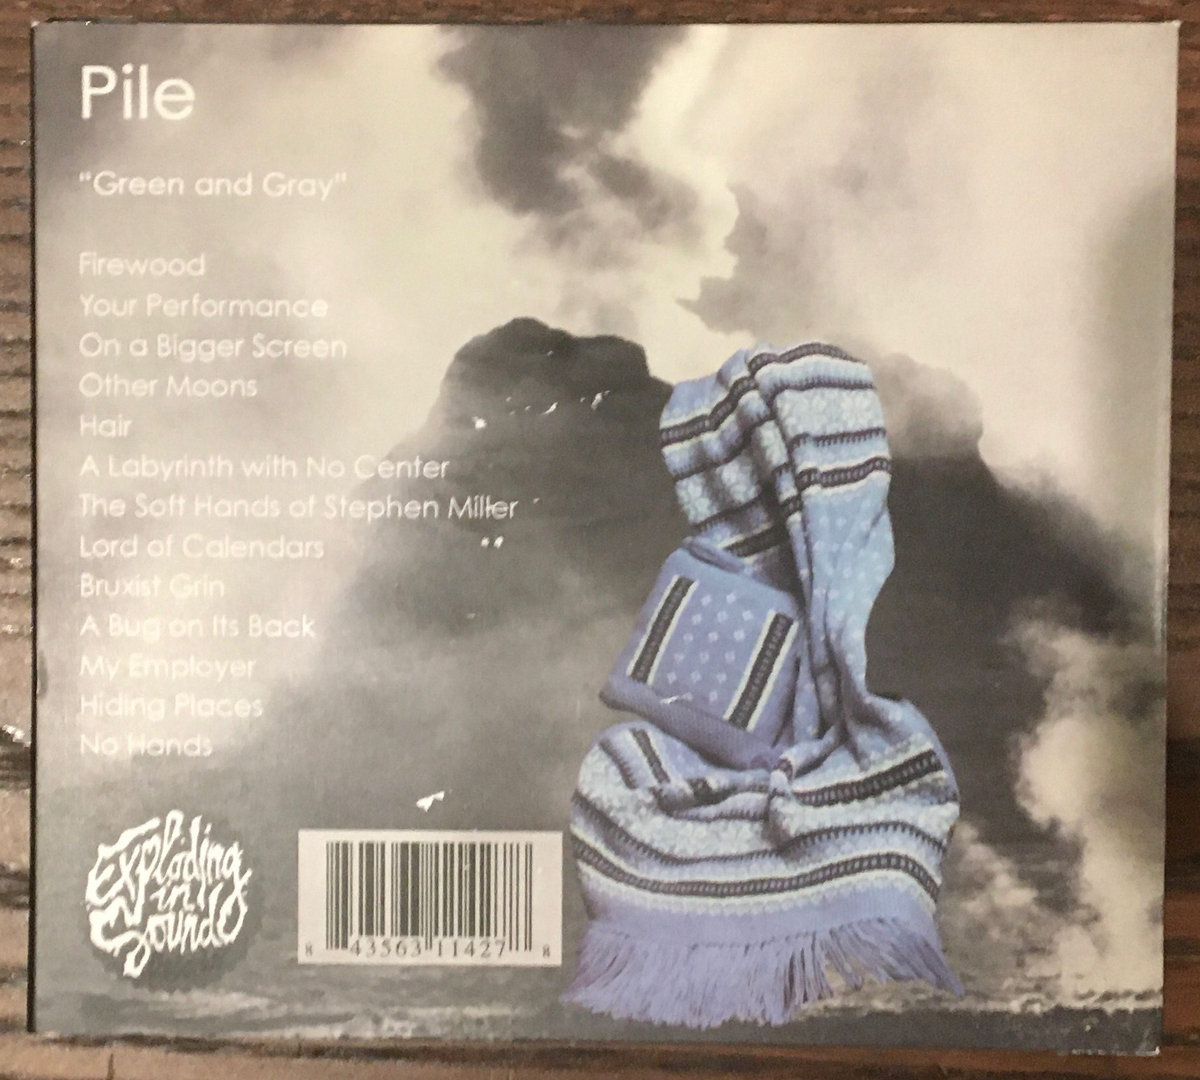 Pile
"Green and Gray"
Firewood
Your Performance
On a Bigger Screen
Other Moons
Hair
A Labyrinth with No Center
The Soft Hands of Stephen Miller
Lord of Calendars
Bruxist Grin
A Bug on Its Back
My Employer
Hiding Places
No Hands
Exploding
in
Sound
8 43563 11427 8